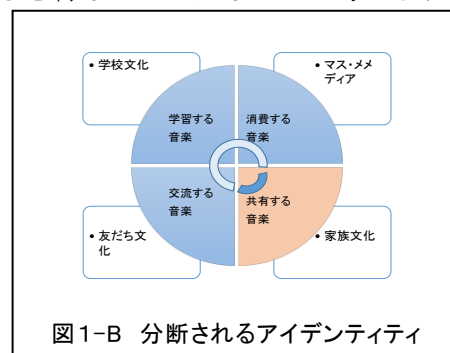 • 学校文化
• マス・メメ
ディア
学習する
音楽
消費する
音楽
交流する
音楽
共有する
音楽
• 友だち文
化
• 家族文化
図1-B 分断されるアイデンティティ